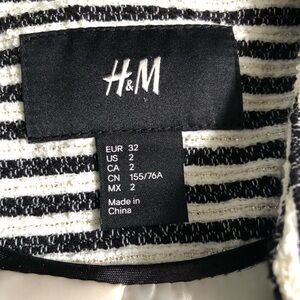 H&M
EUR 32
US 2
CA 2
CN 155/76A
MX 2
Made in
China